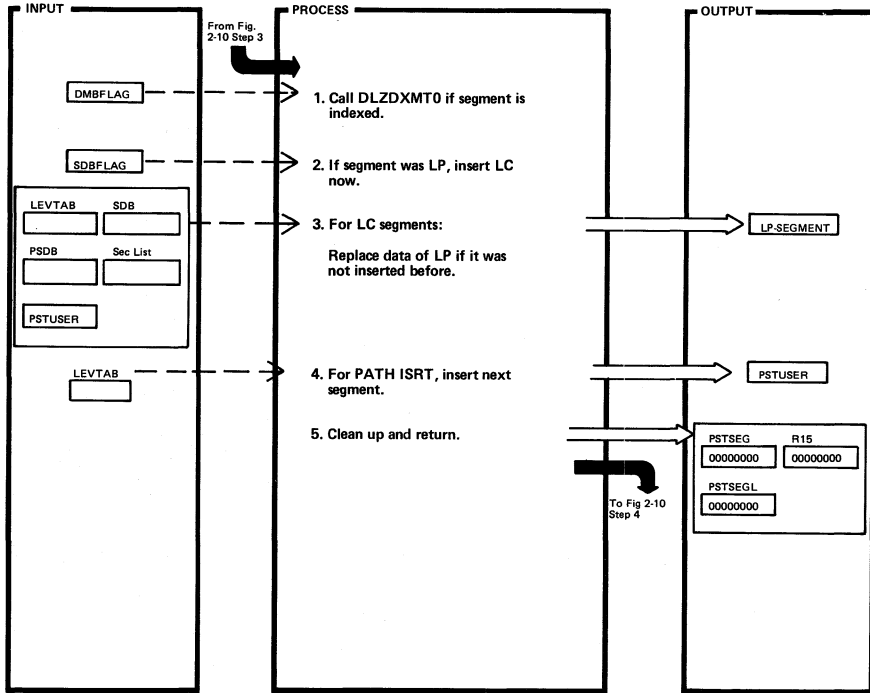 INPUT
PROCESS
OUTPUT
From Fig.
2-10 Step 3
DMBFLAG
1. Call DLZDXMT0 if segment is
indexed.
SDBFLAG
2. If segment was LP, insert LC
now.
LEVTAB SDB
PSDB Sec List
PSTUSER
3. For LC segments:
Replace data of LP if it was
not inserted before.
LP-SEGMENT
LEVTAB
4. For PATH ISRT, insert next
segment.
PSTUSER
5. Clean up and return.
PSTSEG R15
00000000 00000000
PSTSEGL
00000000
To Fig 2-10
Step 4